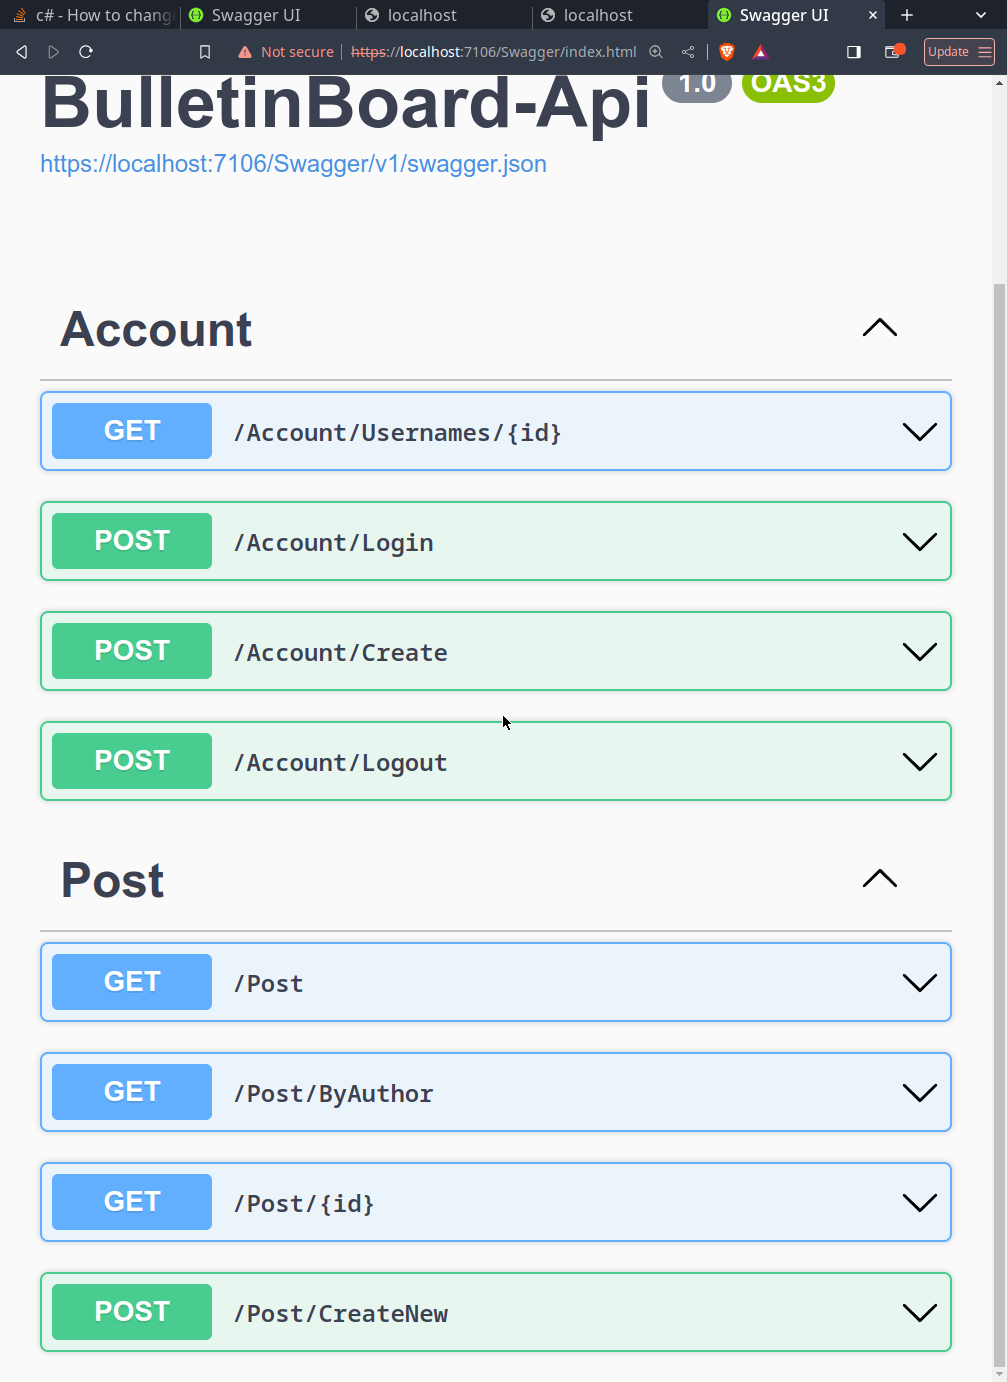 c# - How to chang
Swagger UI
localhost
localhost
Swagger UI
Not secure
https://localhost:7106/Swagger/index.html
Update
BulletinBoard-Api 1.0 OAS3
https://localhost:7106/Swagger/v1/swagger.json
Account
GET /Account/Usernames/{id}
POST /Account/Login
POST /Account/Create
POST /Account/Logout
Post
GET /Post
GET /Post/ByAuthor
GET /Post/{id}
POST /Post/CreateNew